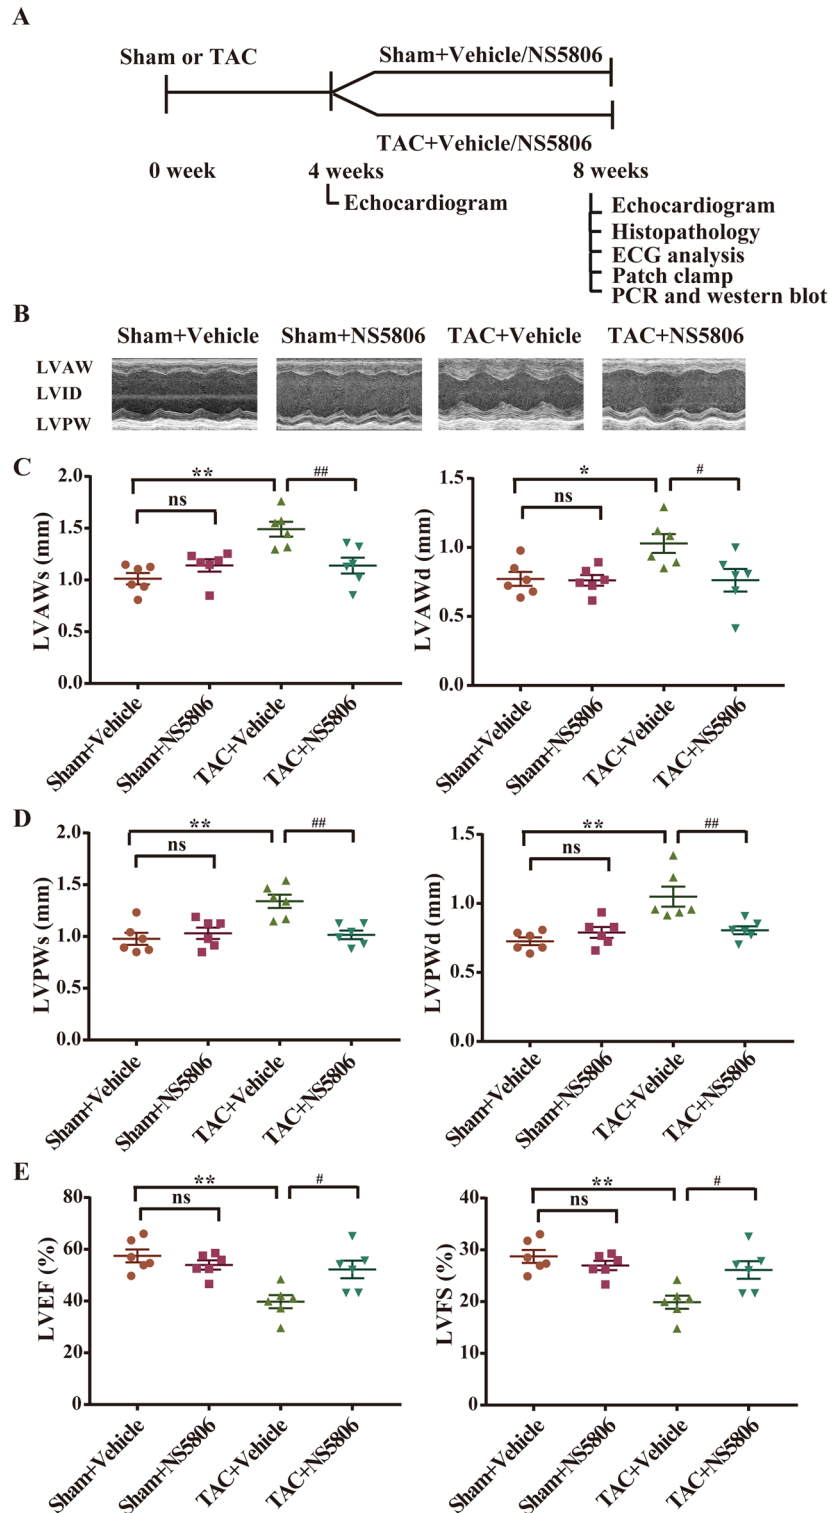 A
Sham or TAC
Sham+Vehicle/NS5806
TAC+Vehicle/NS5806
0 week
4 weeks
8 weeks
Echocardiogram
Echocardiogram
Histopathology
ECG analysis
Patch clamp
PCR and western blot
B
Sham+Vehicle
Sham+NS5806
TAC+Vehicle
TAC+NS5806
LVAW
LVID
LVPW
C
LVAWs (mm)
2.0
1.5
1.0
0.5
0.0
**
##
ns
Sham+Vehicle
Sham+NS5806
TAC+Vehicle
TAC+NS5806
LVAWd (mm)
1.5
1.0
0.5
0.0
*
#
ns
Sham+Vehicle
Sham+NS5806
TAC+Vehicle
TAC+NS5806
D
LVPWs (mm)
2.0
1.5
1.0
0.5
0.0
**
##
ns
Sham+Vehicle
Sham+NS5806
TAC+Vehicle
TAC+NS5806
LVPWd (mm)
1.5
1.0
0.5
0.0
**
##
ns
Sham+Vehicle
Sham+NS5806
TAC+Vehicle
TAC+NS5806
E
LVEF (%)
80
60
40
20
0
**
#
ns
Sham+Vehicle
Sham+NS5806
TAC+Vehicle
TAC+NS5806
LVFS (%)
40
30
20
10
0
**
#
ns
Sham+Vehicle
Sham+NS5806
TAC+Vehicle
TAC+NS5806